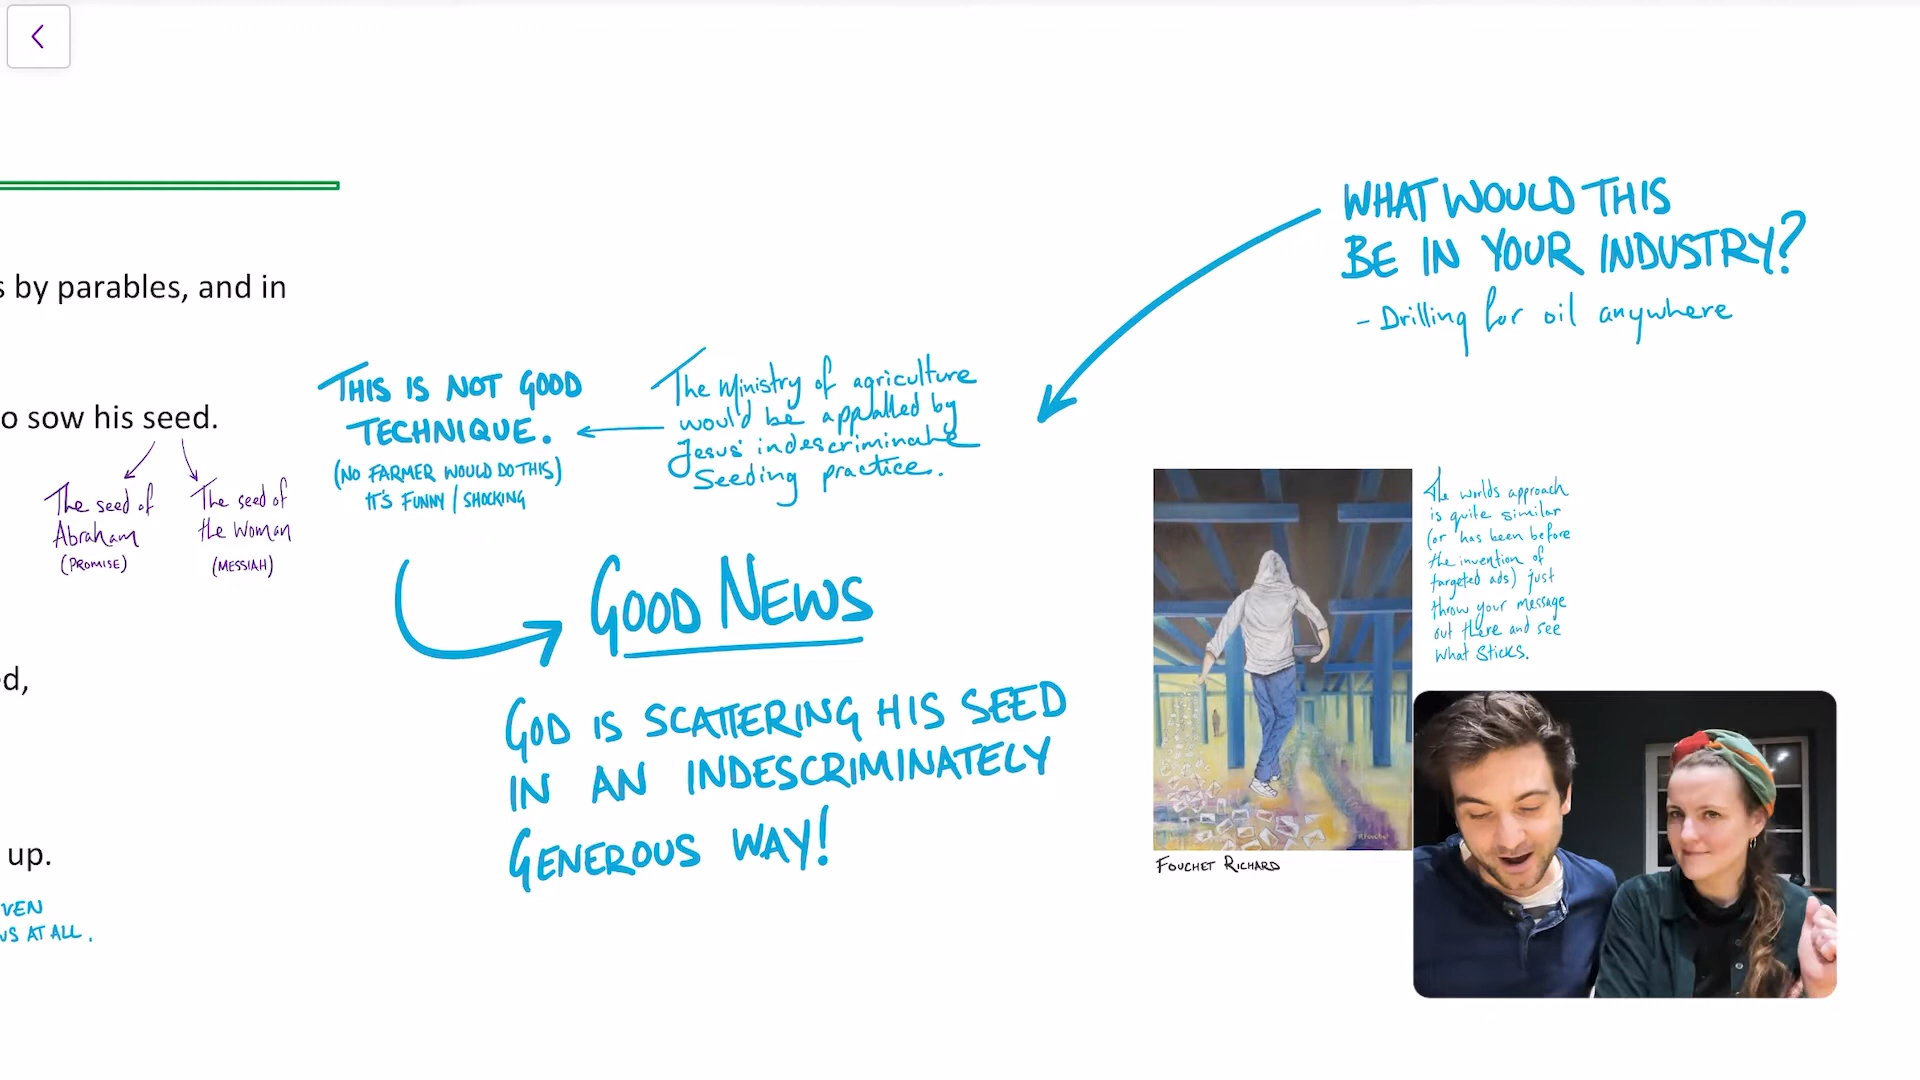 s by parables, and in
o sow his seed.
The seed of
Abraham
(PROMISE)
The seed of
the Woman
(MESSIAH)
ed,
up.
VEN
US AT ALL.
THIS IS NOT GOOD
TECHNIQUE.
(NO FARMER WOULD DO THIS)
IT'S FUNNY / SHOCKING
The Ministry of agriculture
would be appalled by
Jesus' indescriminate
Seeding practice.
GOOD NEWS
GOD IS SCATTERING HIS SEED
IN AN INDESCRIMINATELY
GENEROUS WAY!
WHAT WOULD THIS
BE IN YOUR INDUSTRY?
- Drilling for oil anywhere
The worlds approach
is quite similar
(or has been before
the invention of
targeted ads) just
throw your message
out there and see
what sticks.
FOUCHET RICHARD